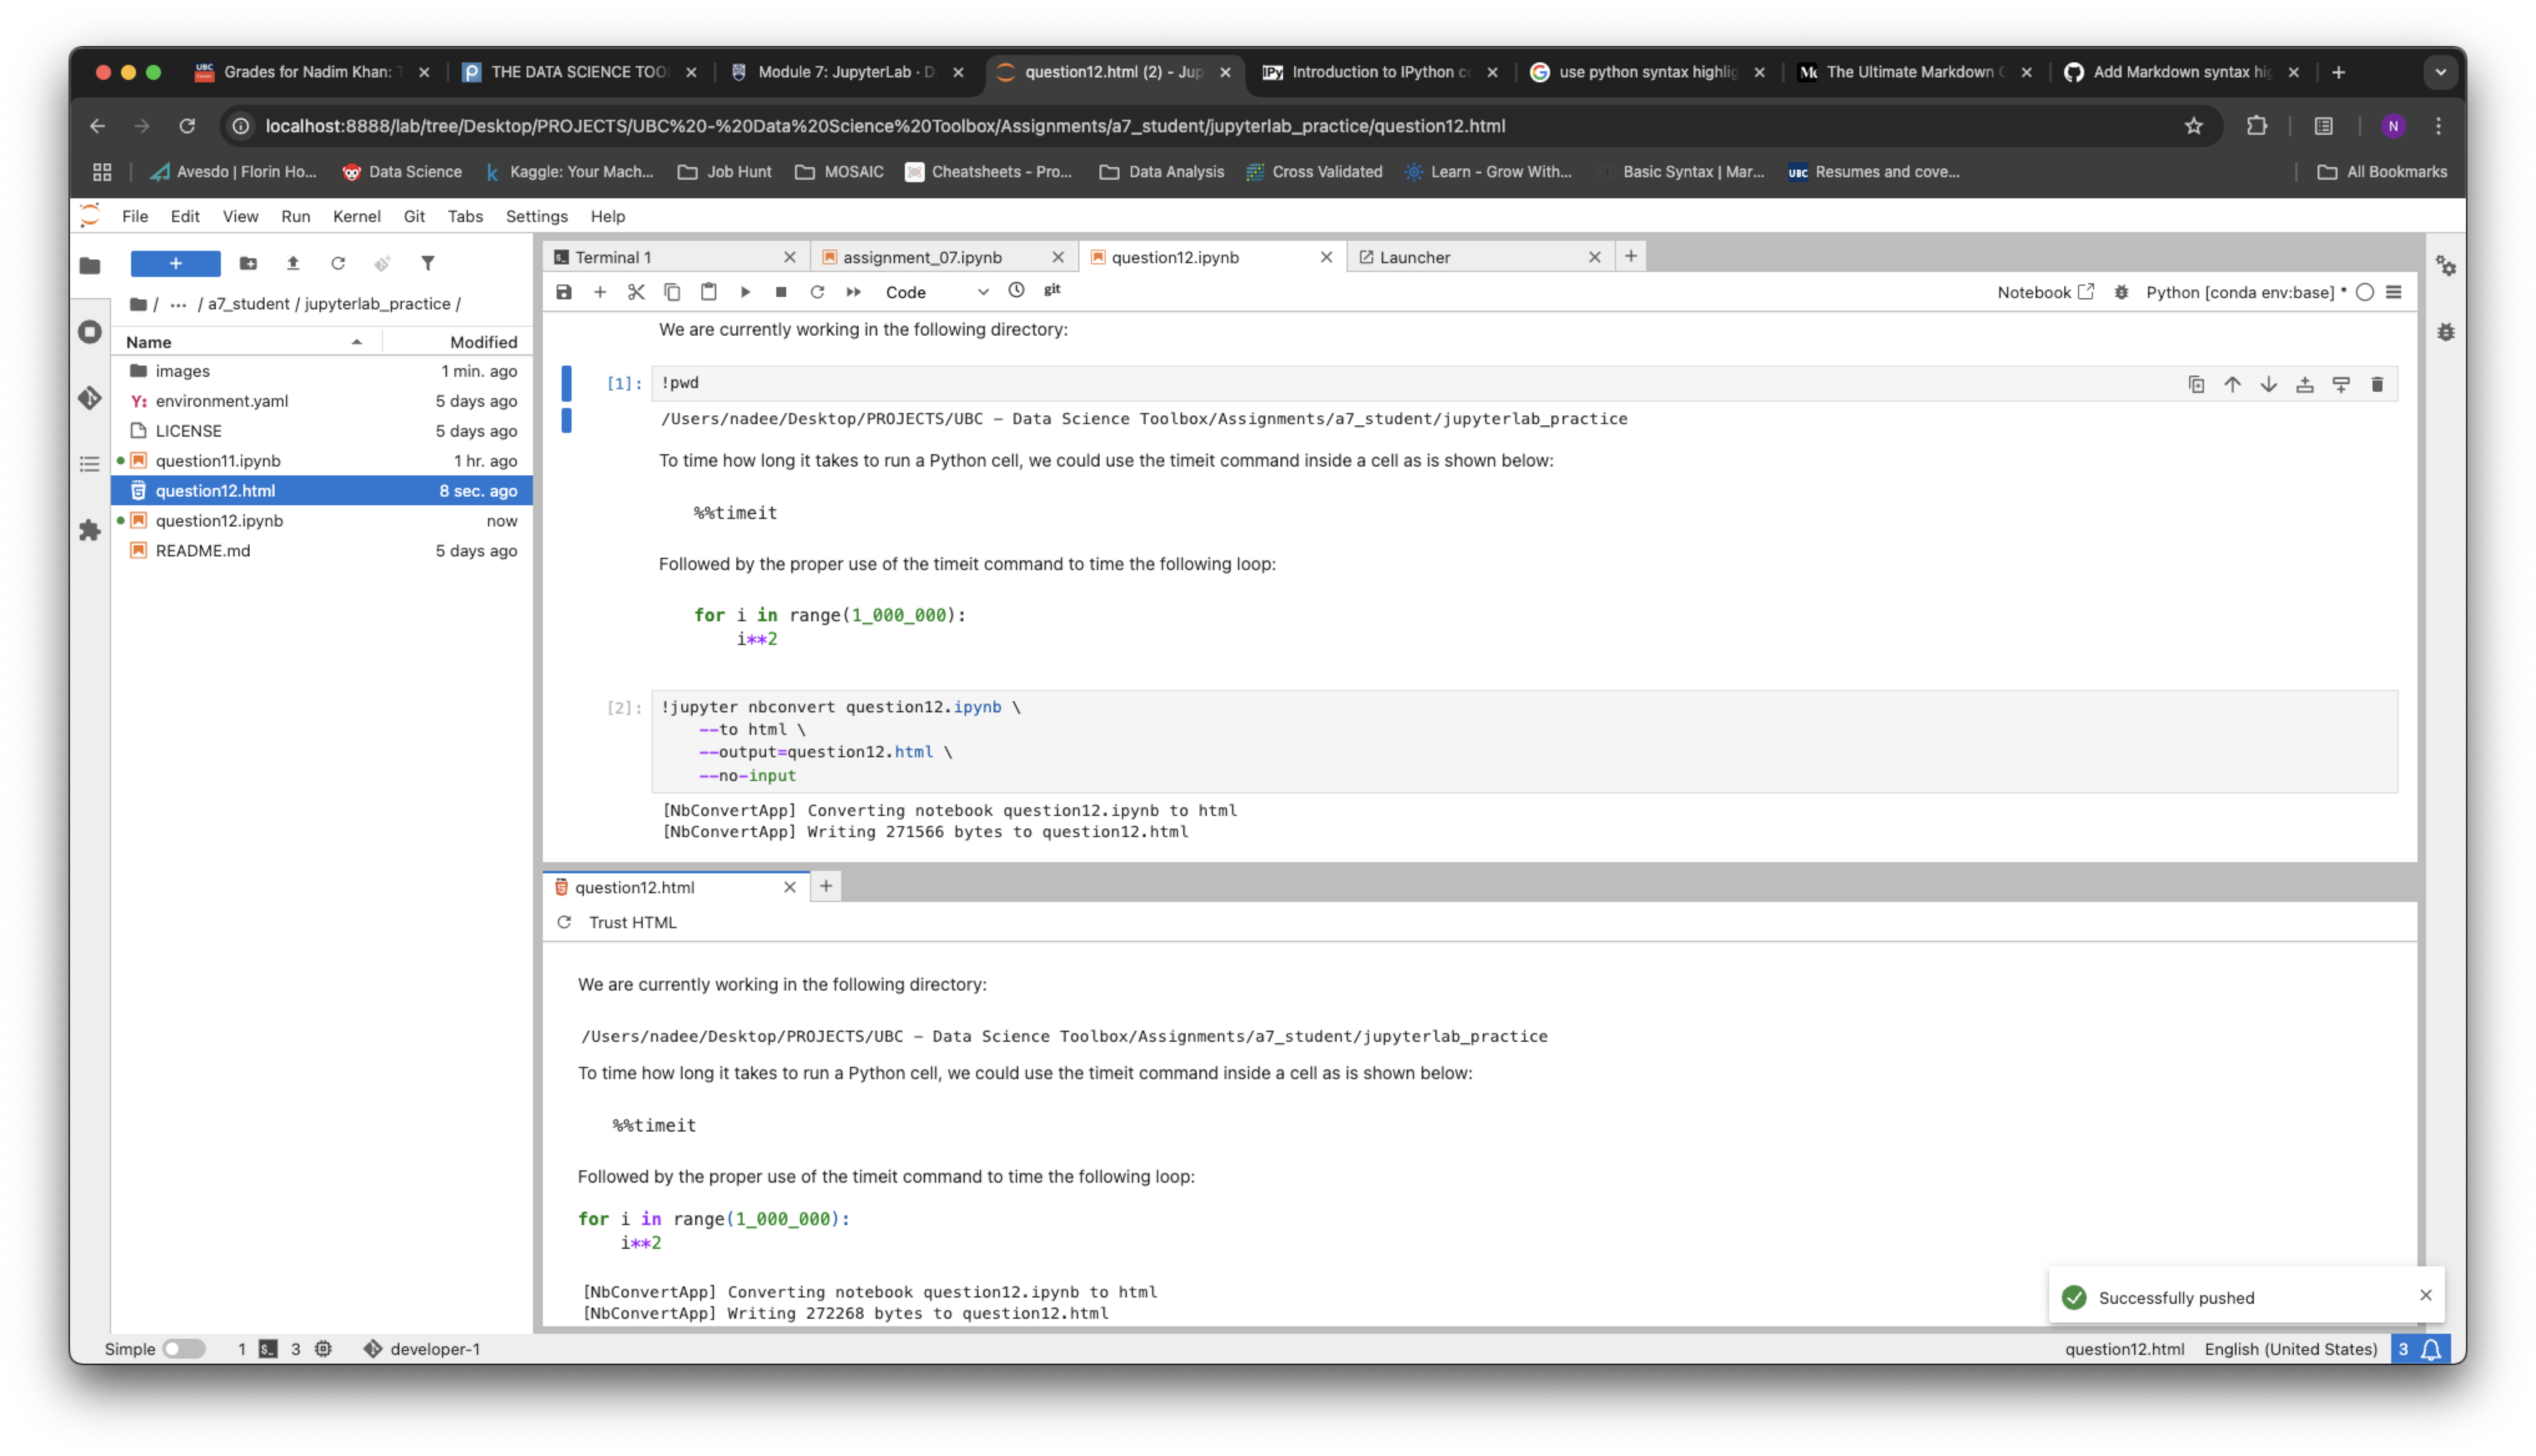 Grades for Nadim Khan:
THE DATA SCIENCE TOO
Module 7: JupyterLab · D
question12.html (2) - Jup
IPy Introduction to IPython c
use python syntax highlig
The Ultimate Markdown
Add Markdown syntax hi
localhost:8888/lab/tree/Desktop/PROJECTS/UBC%20-%20Data%20Science%20Toolbox/Assignments/a7_student/jupyterlab_practice/question12.html
N
Avesdo | Florin Ho...
Data Science
Kaggle: Your Mach...
Job Hunt
MOSAIC
Cheatsheets - Pro...
Data Analysis
Cross Validated
Learn - Grow With...
Basic Syntax | Mar...
UBC Resumes and cove...
All Bookmarks
File Edit View Run Kernel Git Tabs Settings Help
/ ··· / a7_student / jupyterlab_practice /
Name Modified
images 1 min. ago
environment.yaml 5 days ago
LICENSE 5 days ago
question11.ipynb 1 hr. ago
question12.html 8 sec. ago
question12.ipynb now
README.md 5 days ago
Terminal 1
assignment_07.ipynb
question12.ipynb
Launcher
Code
git
Notebook
Python [conda env:base] *
We are currently working in the following directory:
[1]: !pwd
/Users/nadee/Desktop/PROJECTS/UBC – Data Science Toolbox/Assignments/a7_student/jupyterlab_practice
To time how long it takes to run a Python cell, we could use the timeit command inside a cell as is shown below:
%%timeit
Followed by the proper use of the timeit command to time the following loop:
for i in range(1_000_000):
i**2
[2]: !jupyter nbconvert question12.ipynb \
--to html \
--output=question12.html \
--no-input
[NbConvertApp] Converting notebook question12.ipynb to html
[NbConvertApp] Writing 271566 bytes to question12.html
question12.html
Trust HTML
We are currently working in the following directory:
/Users/nadee/Desktop/PROJECTS/UBC – Data Science Toolbox/Assignments/a7_student/jupyterlab_practice
To time how long it takes to run a Python cell, we could use the timeit command inside a cell as is shown below:
%%timeit
Followed by the proper use of the timeit command to time the following loop:
for i in range(1_000_000):
i**2
[NbConvertApp] Converting notebook question12.ipynb to html
[NbConvertApp] Writing 272268 bytes to question12.html
Successfully pushed
Simple 1 3 developer-1
question12.html English (United States) 3